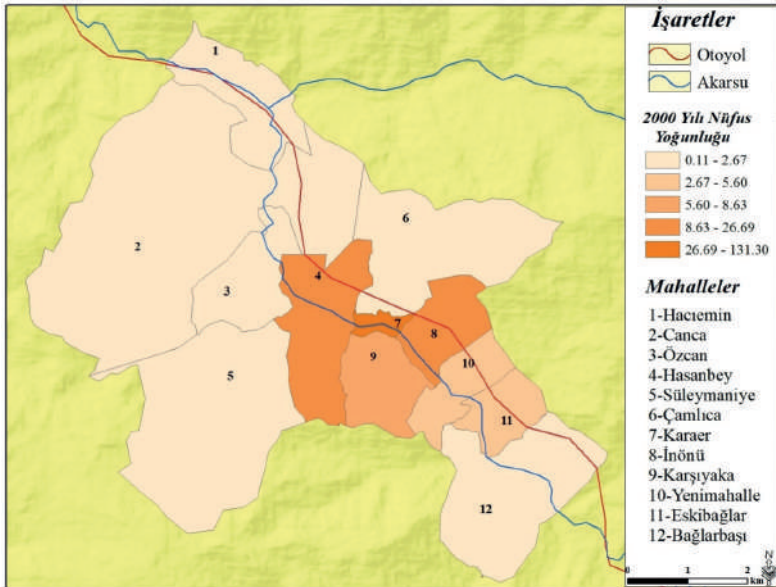 İşaretler
Otoyol
Akarsu
2000 Yılı Nüfus
Yoğunluğu
0.11 - 2.67
2.67 - 5.60
5.60 - 8.63
8.63 - 26.69
26.69 - 131.30
Mahalleler
1-Hacıemin
2-Canca
3-Özcan
4-Hasanbey
5-Süleymaniye
6-Çamlıca
7-Karaer
8-İnönü
9-Karşıyaka
10-Yenimahalle
11-Eskibağlar
12-Bağlarbaşı
0 1 2
km
1
2
3
4
5
6
7
8
9
10
11
12